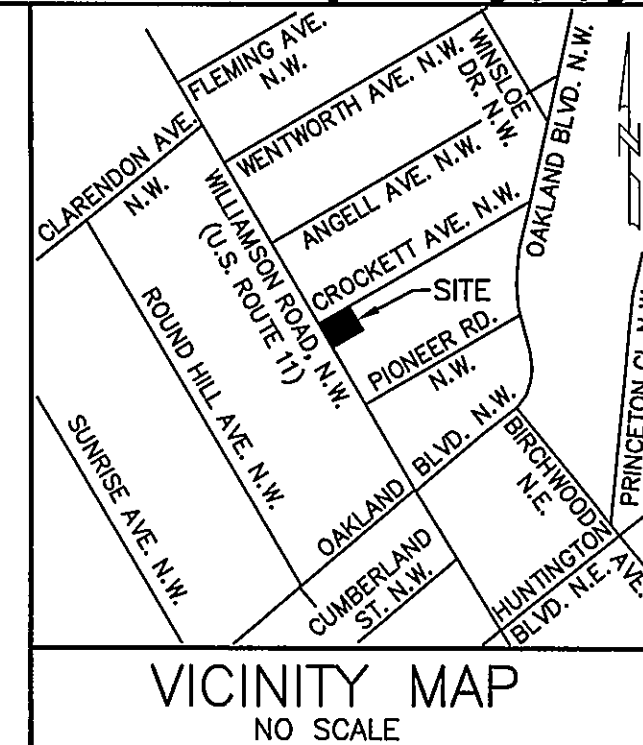 FLEMING AVE.
N.W.
WENTWORTH AVE. N.W.
WINSLOE
DR. N.W.
OAKLAND BLVD. N.W.
CLARENDON AVE.
N.W.
ANGELL AVE. N.W.
WILLIAMSON ROAD, N.W.
(U.S. ROUTE 11)
CROCKETT AVE. N.W.
SITE
PIONEER RD.
N.W.
ROUND HILL AVE. N.W.
SUNRISE AVE. N.W.
OAKLAND BLVD. N.W.
CUMBERLAND
ST. N.W.
BIRCHWOOD AVE.
N.E.
HUNTINGTON
BLVD. N.E.
N
VICINITY MAP
NO SCALE